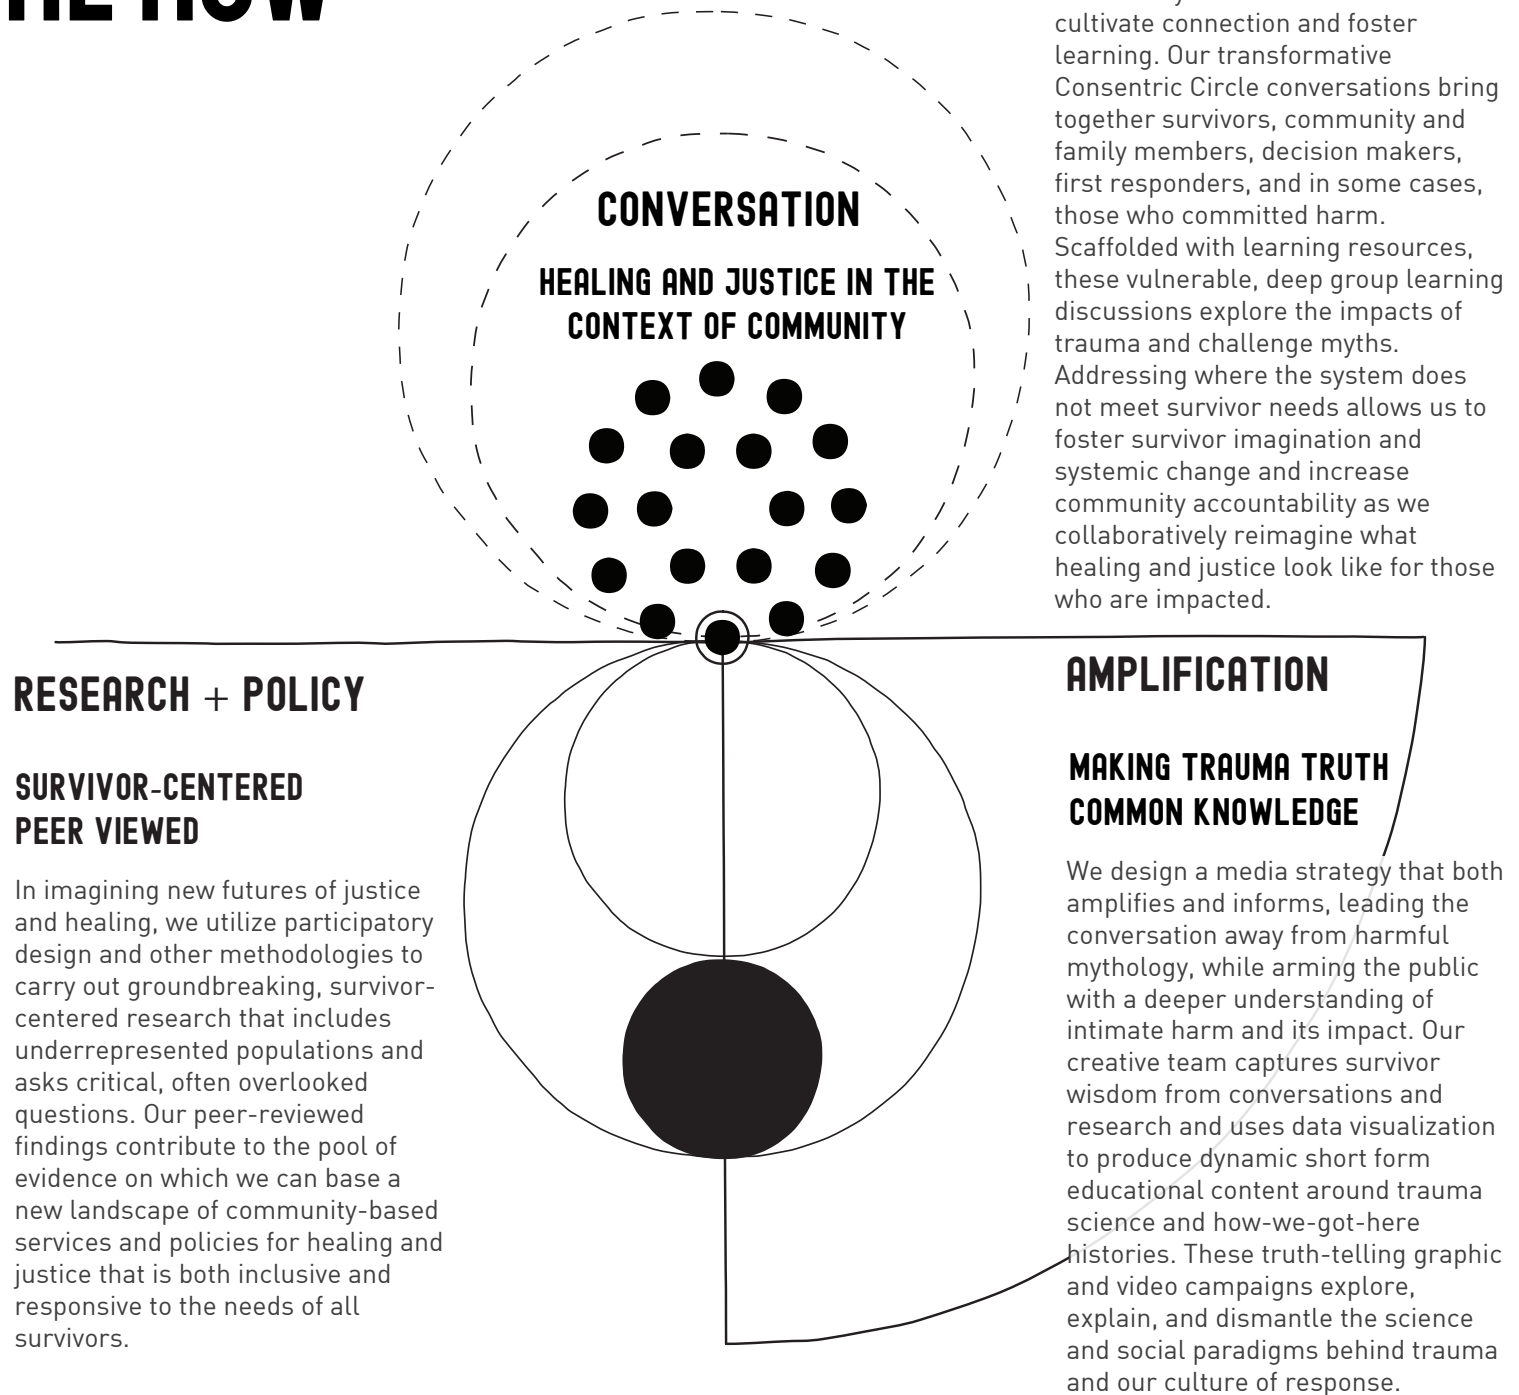 HOW
cultivate connection and foster
learning. Our transformative
Consentric Circle conversations bring
together survivors, community and
family members, decision makers,
first responders, and in some cases,
those who committed harm.
Scaffolded with learning resources,
these vulnerable, deep group learning
discussions explore the impacts of
trauma and challenge myths.
Addressing where the system does
not meet survivor needs allows us to
foster survivor imagination and
systemic change and increase
community accountability as we
collaboratively reimagine what
healing and justice look like for those
who are impacted.
CONVERSATION
HEALING AND JUSTICE IN THE
CONTEXT OF COMMUNITY
RESEARCH + POLICY
SURVIVOR-CENTERED
PEER VIEWED
In imagining new futures of justice
and healing, we utilize participatory
design and other methodologies to
carry out groundbreaking, survivor-
centered research that includes
underrepresented populations and
asks critical, often overlooked
questions. Our peer-reviewed
findings contribute to the pool of
evidence on which we can base a
new landscape of community-based
services and policies for healing and
justice that is both inclusive and
responsive to the needs of all
survivors.
AMPLIFICATION
MAKING TRAUMA TRUTH
COMMON KNOWLEDGE
We design a media strategy that both
amplifies and informs, leading the
conversation away from harmful
mythology, while arming the public
with a deeper understanding of
intimate harm and its impact. Our
creative team captures survivor
wisdom from conversations and
research and uses data visualization
to produce dynamic short form
educational content around trauma
science and how-we-got-here
histories. These truth-telling graphic
and video campaigns explore,
explain, and dismantle the science
and social paradigms behind trauma
and our culture of response.